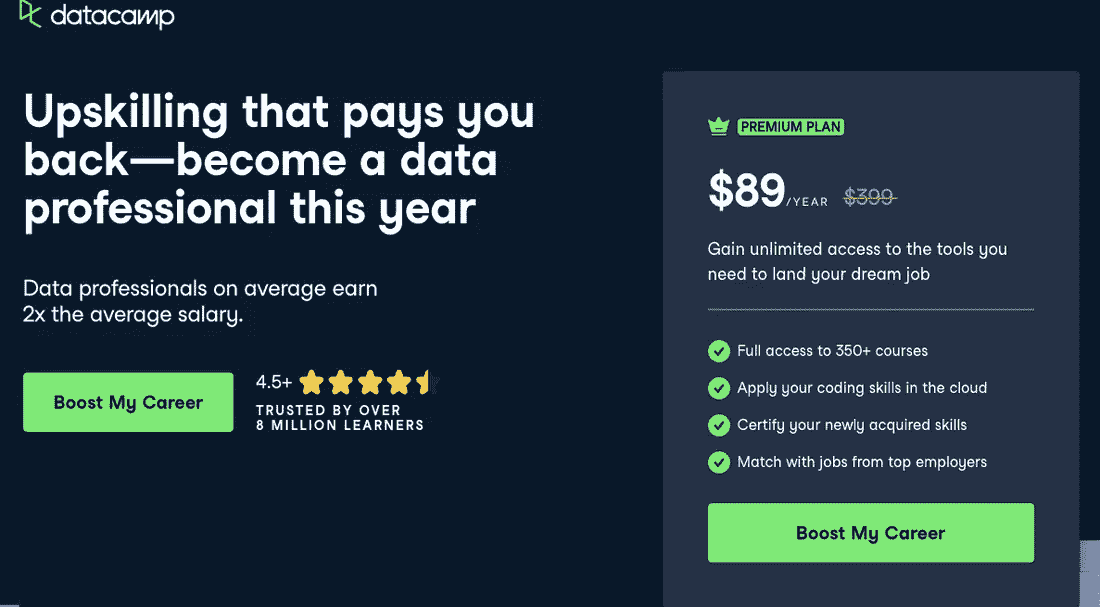 datacamp
Upskilling that pays you
back—become a data
professional this year
Data professionals on average earn
2x the average salary.
Boost My Career
4.5+
TRUSTED BY OVER
8 MILLION LEARNERS
PREMIUM PLAN
$89/YEAR $399
Gain unlimited access to the tools you
need to land your dream job
Full access to 350+ courses
Apply your coding skills in the cloud
Certify your newly acquired skills
Match with jobs from top employers
Boost My Career